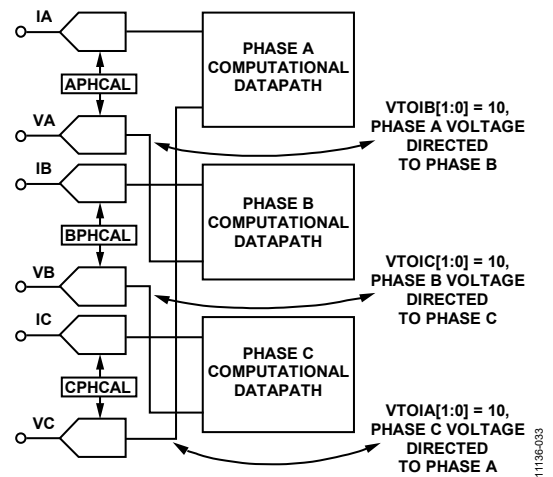 IA
PHASE A
COMPUTATIONAL
DATAPATH
APHCAL
VA
VTOIB[1:0] = 10,
PHASE A VOLTAGE
DIRECTED
TO PHASE B
IB
PHASE B
COMPUTATIONAL
DATAPATH
BPHCAL
VB
VTOIC[1:0] = 10,
PHASE B VOLTAGE
DIRECTED
TO PHASE C
IC
PHASE C
COMPUTATIONAL
DATAPATH
CPHCAL
VC
VTOIA[1:0] = 10,
PHASE C VOLTAGE
DIRECTED
TO PHASE A
11136-033